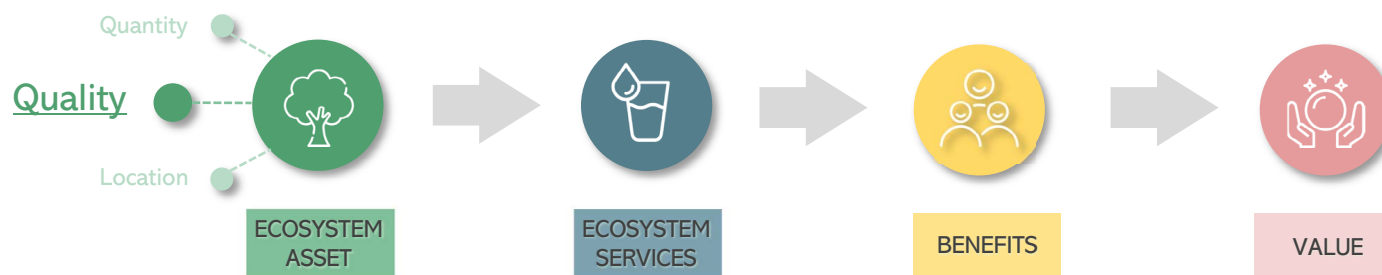 Quantity
Quality
Location
ECOSYSTEM
ASSET
ECOSYSTEM
SERVICES
BENEFITS
VALUE